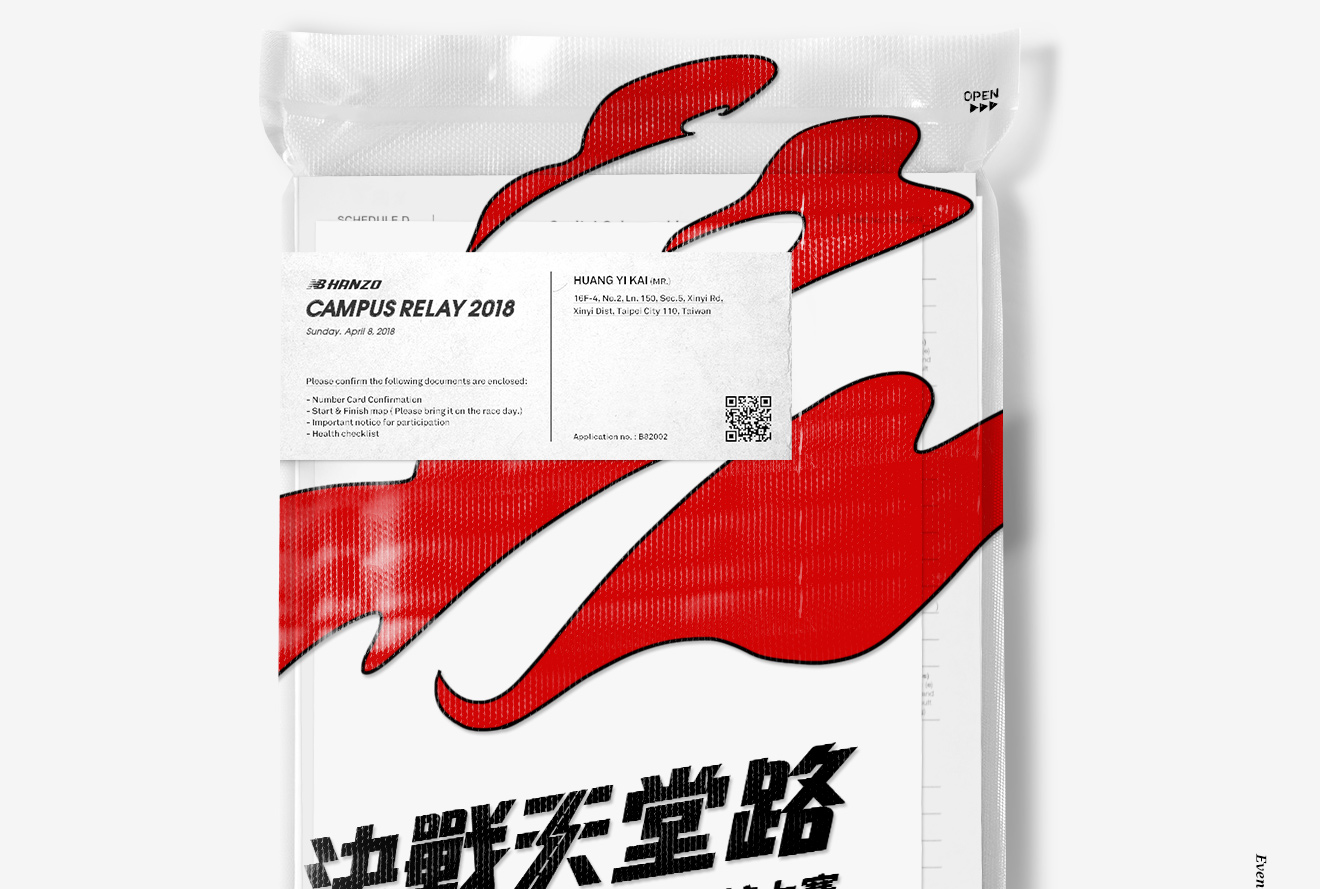 OPEN
SCHEDULE D
HANZO
CAMPUS RELAY 2018
Sunday, April 8, 2018
Please confirm the following documents are enclosed:
- Number Card Confirmation
- Start & Finish map ( Please bring it on the race day.)
- Important notice for participation
- Health checklist
HUANG YI KAI (MR.)
16F-4, No.2, Ln. 150, Sec.5, Xinyi Rd,
Xinyi Dist, Taipei City 110, Taiwan
Application no. : B82002
決戰天堂路
Even